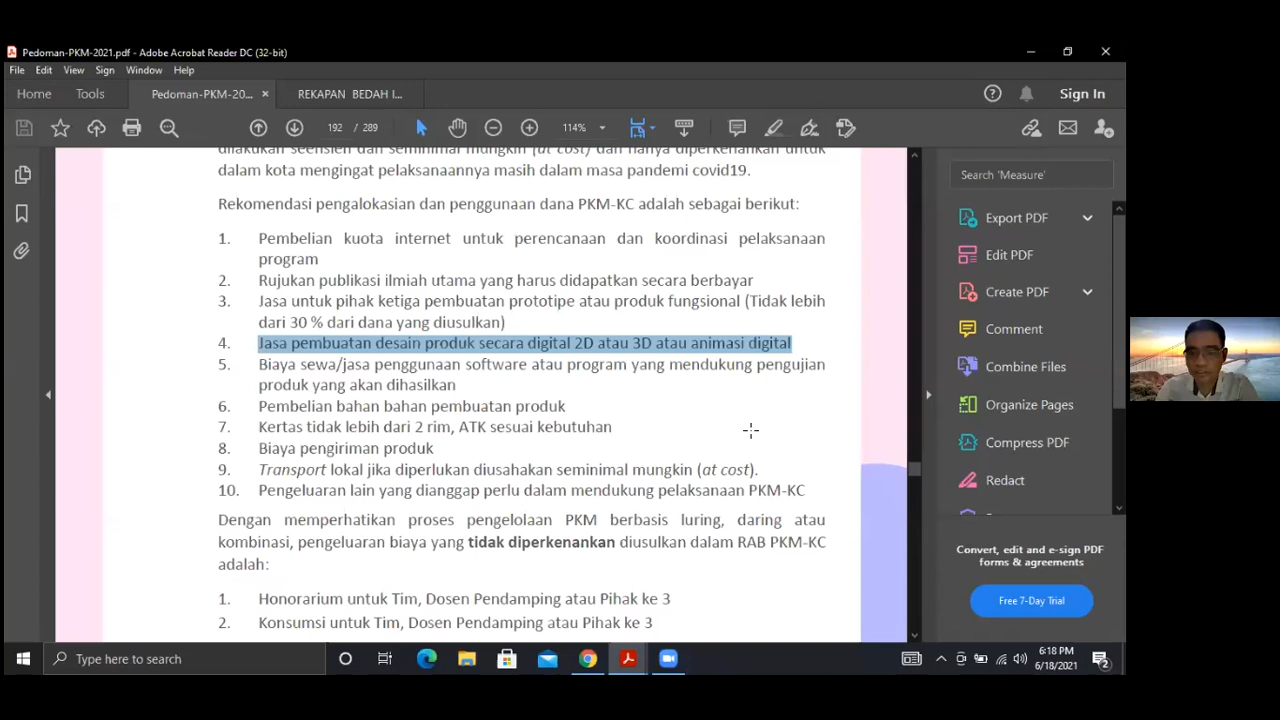 Pedoman-PKM-2021.pdf - Adobe Acrobat Reader DC (32-bit)
File Edit View Sign Window Help
Home Tools Pedoman-PKM-20... × REKAPAN BEDAH I... Sign In
192 / 289 114%
dilakukan seefisien dan seminimal mungkin (at cost) dan hanya diperkenankan untuk
dalam kota mengingat pelaksanaannya masih dalam masa pandemi covid19.
Rekomendasi pengalokasian dan penggunaan dana PKM-KC adalah sebagai berikut:
1. Pembelian kuota internet untuk perencanaan dan koordinasi pelaksanaan
program
2. Rujukan publikasi ilmiah utama yang harus didapatkan secara berbayar
3. Jasa untuk pihak ketiga pembuatan prototipe atau produk fungsional (Tidak lebih
dari 30 % dari dana yang diusulkan)
4. Jasa pembuatan desain produk secara digital 2D atau 3D atau animasi digital
5. Biaya sewa/jasa penggunaan software atau program yang mendukung pengujian
produk yang akan dihasilkan
6. Pembelian bahan bahan pembuatan produk
7. Kertas tidak lebih dari 2 rim, ATK sesuai kebutuhan
8. Biaya pengiriman produk
9. Transport lokal jika diperlukan diusahakan seminimal mungkin (at cost).
10. Pengeluaran lain yang dianggap perlu dalam mendukung pelaksanaan PKM-KC
Dengan memperhatikan proses pengelolaan PKM berbasis luring, daring atau
kombinasi, pengeluaran biaya yang tidak diperkenankan diusulkan dalam RAB PKM-KC
adalah:
1. Honorarium untuk Tim, Dosen Pendamping atau Pihak ke 3
2. Konsumsi untuk Tim, Dosen Pendamping atau Pihak ke 3
Search 'Measure'
Export PDF
Edit PDF
Create PDF
Comment
Combine Files
Organize Pages
Compress PDF
Redact
Convert, edit and e-sign PDF
forms & agreements
Free 7-Day Trial
Type here to search
6:18 PM
6/18/2021
2